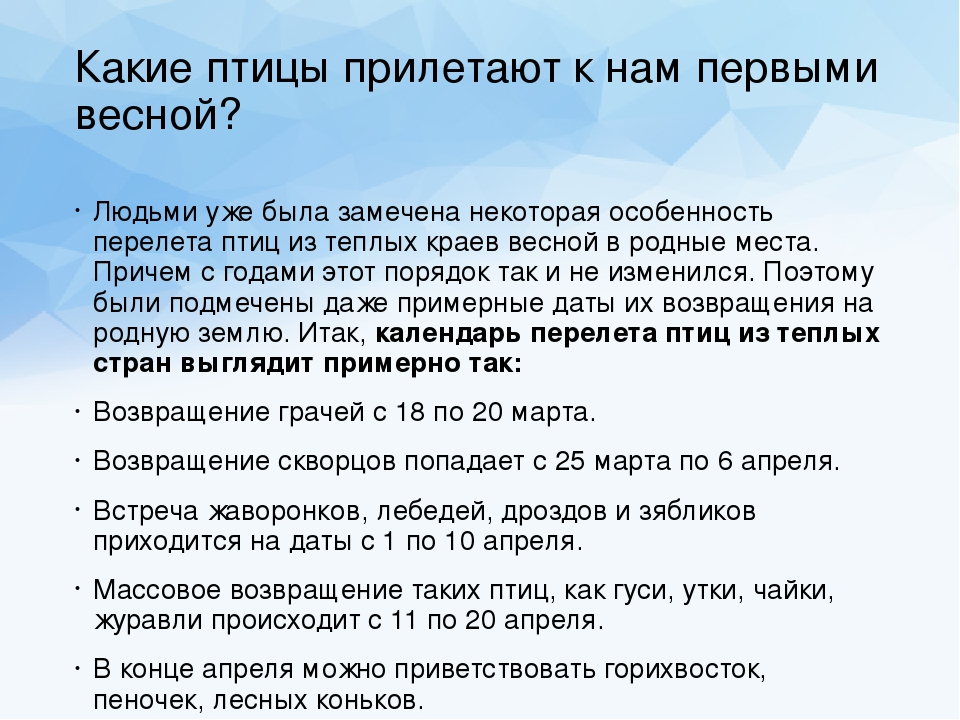 Какие птицы прилетают к нам первыми
весной?
· Людьми уже была замечена некоторая особенность
перелета птиц из теплых краев весной в родные места.
Причем с годами этот порядок так и не изменился. Поэтому
были подмечены даже примерные даты их возвращения на
родную землю. Итак, календарь перелета птиц из теплых
стран выглядит примерно так:
· Возвращение грачей с 18 по 20 марта.
· Возвращение скворцов попадает с 25 марта по 6 апреля.
· Встреча жаворонков, лебедей, дроздов и зябликов
приходится на даты с 1 по 10 апреля.
· Массовое возвращение таких птиц, как гуси, утки, чайки,
журавли происходит с 11 по 20 апреля.
· В конце апреля можно приветствовать горихвосток,
пеночек, лесных коньков.